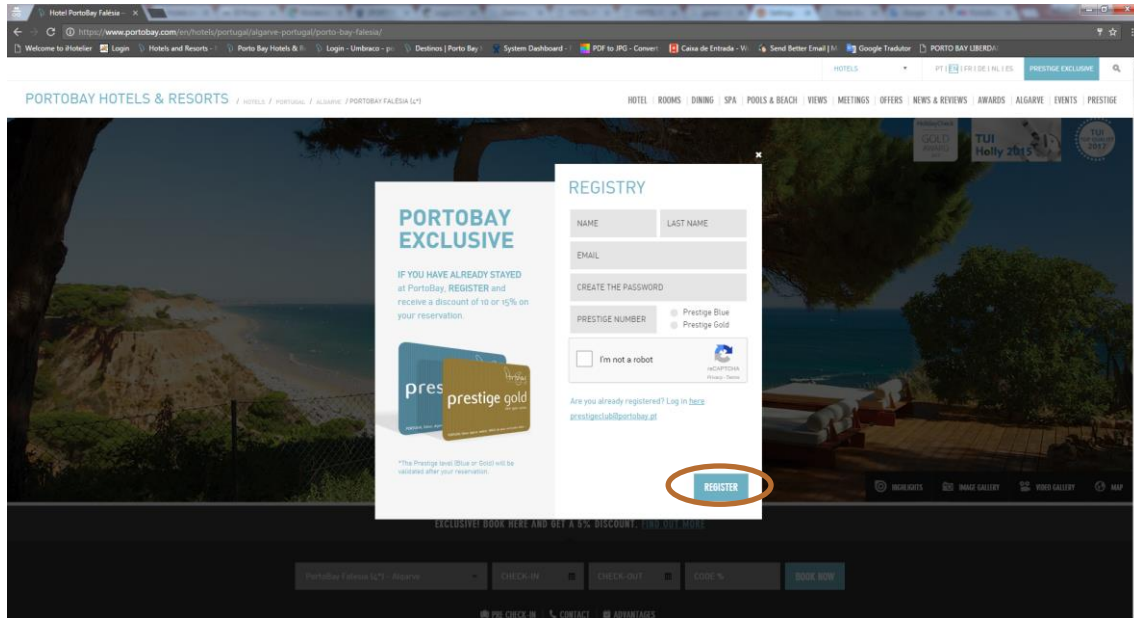 Hotel PortoBay Falésia -
https://www.portobay.com/en/hotels/portugal/algarve-portugal/porto-bay-falesia/
Welcome to iHotelier Login Hotels and Resorts - Porto Bay Hotels & Login - Umbraco - Destinos | Porto Bay System Dashboard - PDF to JPG - Convert Caixa de Entrada - Send Better Email | Google Tradutor PORTO BAY LIBERDA
HOTELS PT | EN | FR | DE | NL | ES PRESTIGE EXCLUSIVE
PORTOBAY HOTELS & RESORTS / HOTELS / PORTUGAL / ALGARVE / PORTOBAY FALÉSIA (4*)
HOTEL | ROOMS | DINING | SPA | POOLS & BEACH | VIEWS | MEETINGS | OFFERS | NEWS & REVIEWS | AWARDS | ALGARVE | EVENTS | PRESTIGE
GOLD
TUI
Holly 2015
TUI
2017
PORTOBAY
EXCLUSIVE
IF YOU HAVE ALREADY STAYED
at PortoBay, REGISTER and
receive a discount of 10 or 15% on
your reservation.
pres
prestige gold
*The Prestige level (Blue or Gold) will be
validated after your reservation.
REGISTRY
NAME LAST NAME
EMAIL
CREATE THE PASSWORD
PRESTIGE NUMBER
Prestige Blue
Prestige Gold
I'm not a robot
reCAPTCHA
Privacy - Terms
Are you already registered? Log in here
prestigeclub@portobay.pt
REGISTER
HIGHLIGHTS IMAGE GALLERY VIDEO GALLERY MAP
EXCLUSIVE! BOOK HERE AND GET A 5% DISCOUNT. FIND OUT MORE
PortoBay Falésia (4*) - Algarve CHECK-IN CHECK-OUT CODE % BOOK NOW
PRE CHECK-IN CONTACT ADVANTAGES